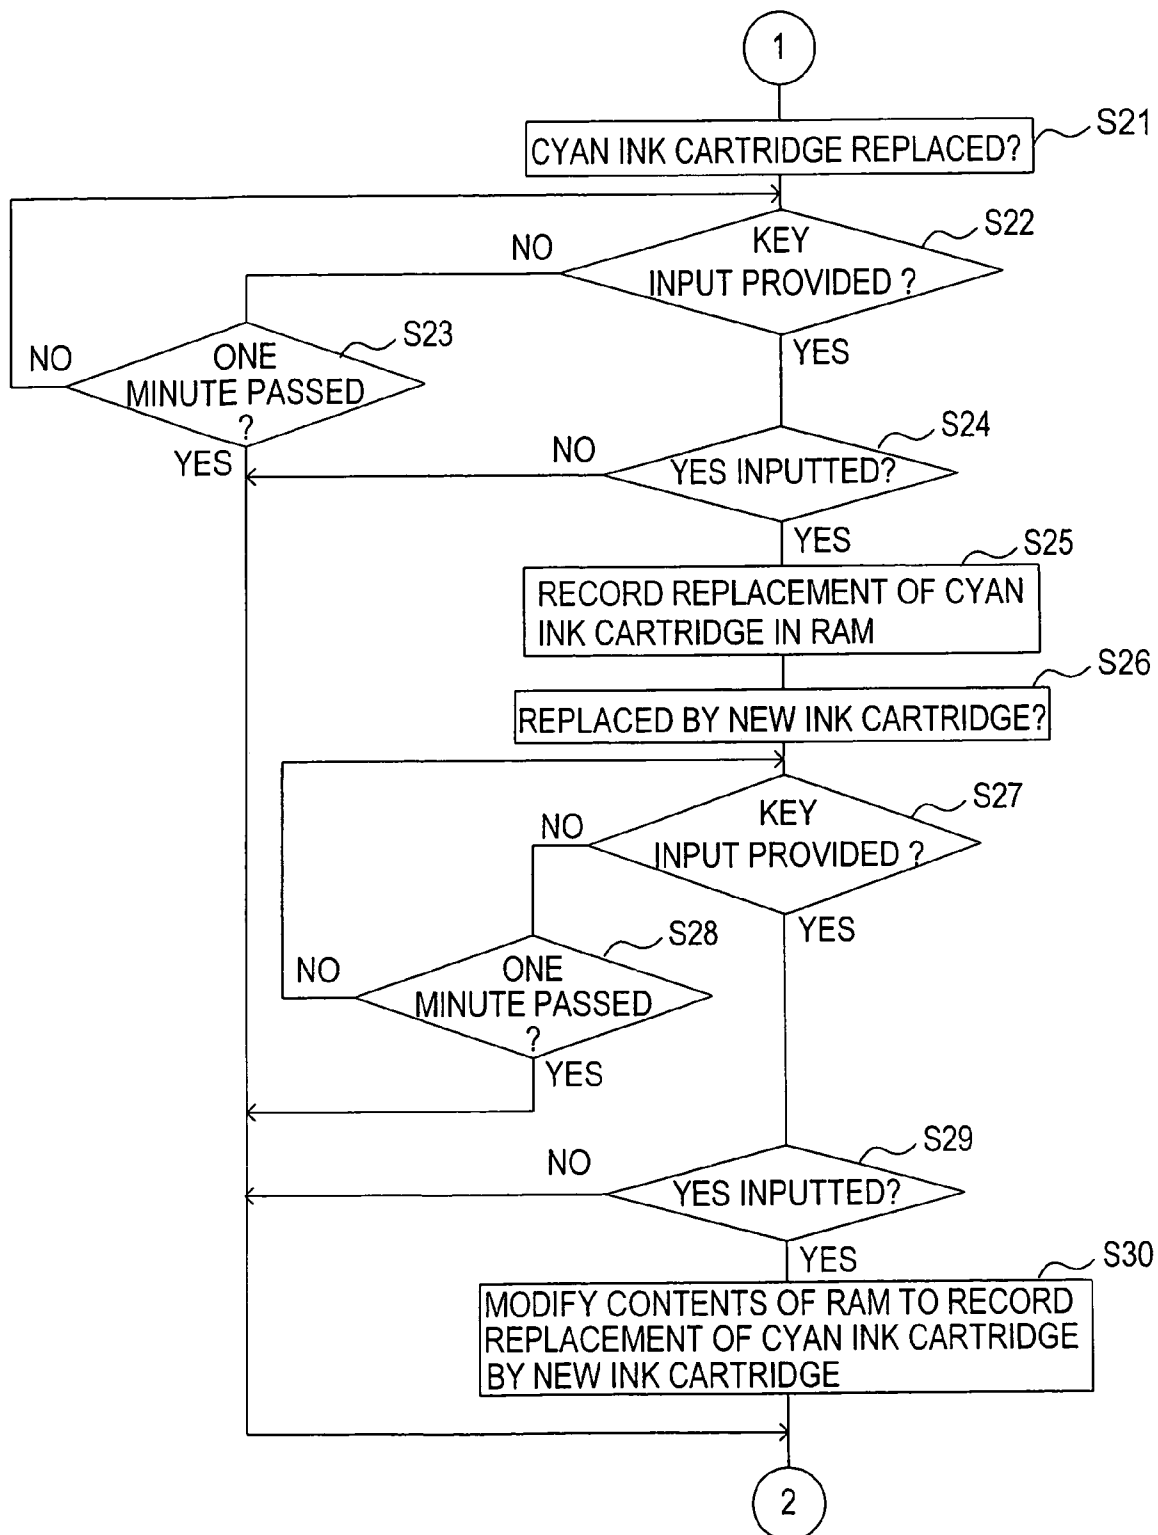 1
CYAN INK CARTRIDGE REPLACED?
S21
KEY
INPUT PROVIDED ?
S22
NO
YES
ONE
MINUTE PASSED
?
S23
NO
YES
YES INPUTTED?
S24
NO
YES
RECORD REPLACEMENT OF CYAN
INK CARTRIDGE IN RAM
S25
REPLACED BY NEW INK CARTRIDGE?
S26
KEY
INPUT PROVIDED ?
S27
NO
YES
ONE
MINUTE PASSED
?
S28
NO
YES
YES INPUTTED?
S29
NO
YES
MODIFY CONTENTS OF RAM TO RECORD
REPLACEMENT OF CYAN INK CARTRIDGE
BY NEW INK CARTRIDGE
S30
2